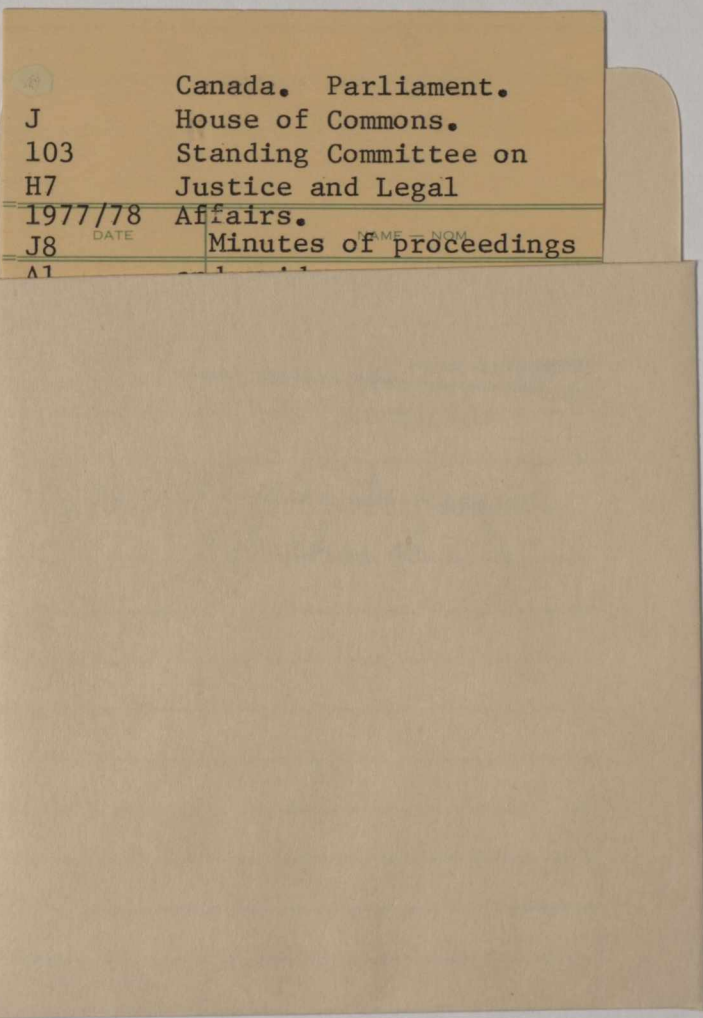 Canada. Parliament.
J House of Commons.
103 Standing Committee on
H7 Justice and Legal
1977/78 Affairs.
DATE NAME — NOM
J8 Minutes of proceedings
A1